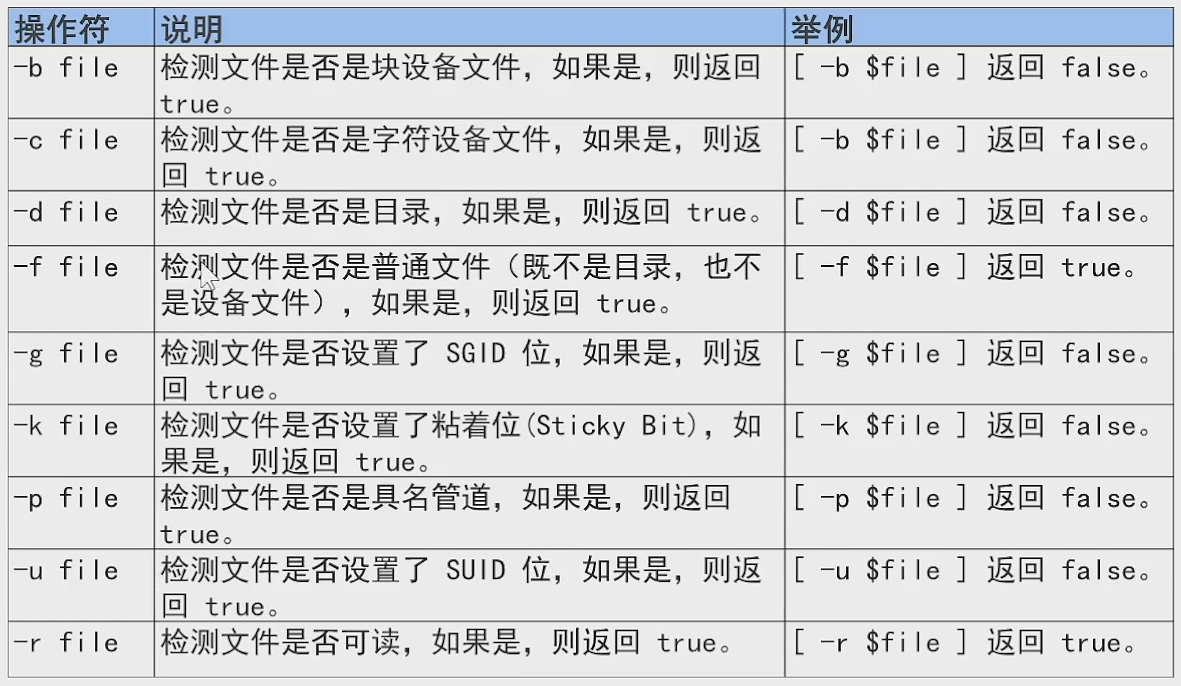 操作符 说明 举例
-b file 检测文件是否是块设备文件，如果是，则返回 [ -b $file ] 返回 false。
true。
-c file 检测文件是否是字符设备文件，如果是，则返 [ -b $file ] 返回 false。
回 true。
-d file 检测文件是否是目录，如果是，则返回 true。 [ -d $file ] 返回 false。
-f file 检测文件是否是普通文件（既不是目录，也不 [ -f $file ] 返回 true。
是设备文件），如果是，则返回 true。
-g file 检测文件是否设置了 SGID 位，如果是，则返 [ -g $file ] 返回 false。
回 true。
-k file 检测文件是否设置了粘着位(Sticky Bit)，如 [ -k $file ] 返回 false。
果是，则返回 true。
-p file 检测文件是否是具名管道，如果是，则返回 [ -p $file ] 返回 false。
true。
-u file 检测文件是否设置了 SUID 位，如果是，则返 [ -u $file ] 返回 false。
回 true。
-r file 检测文件是否可读，如果是，则返回 true。 [ -r $file ] 返回 true。